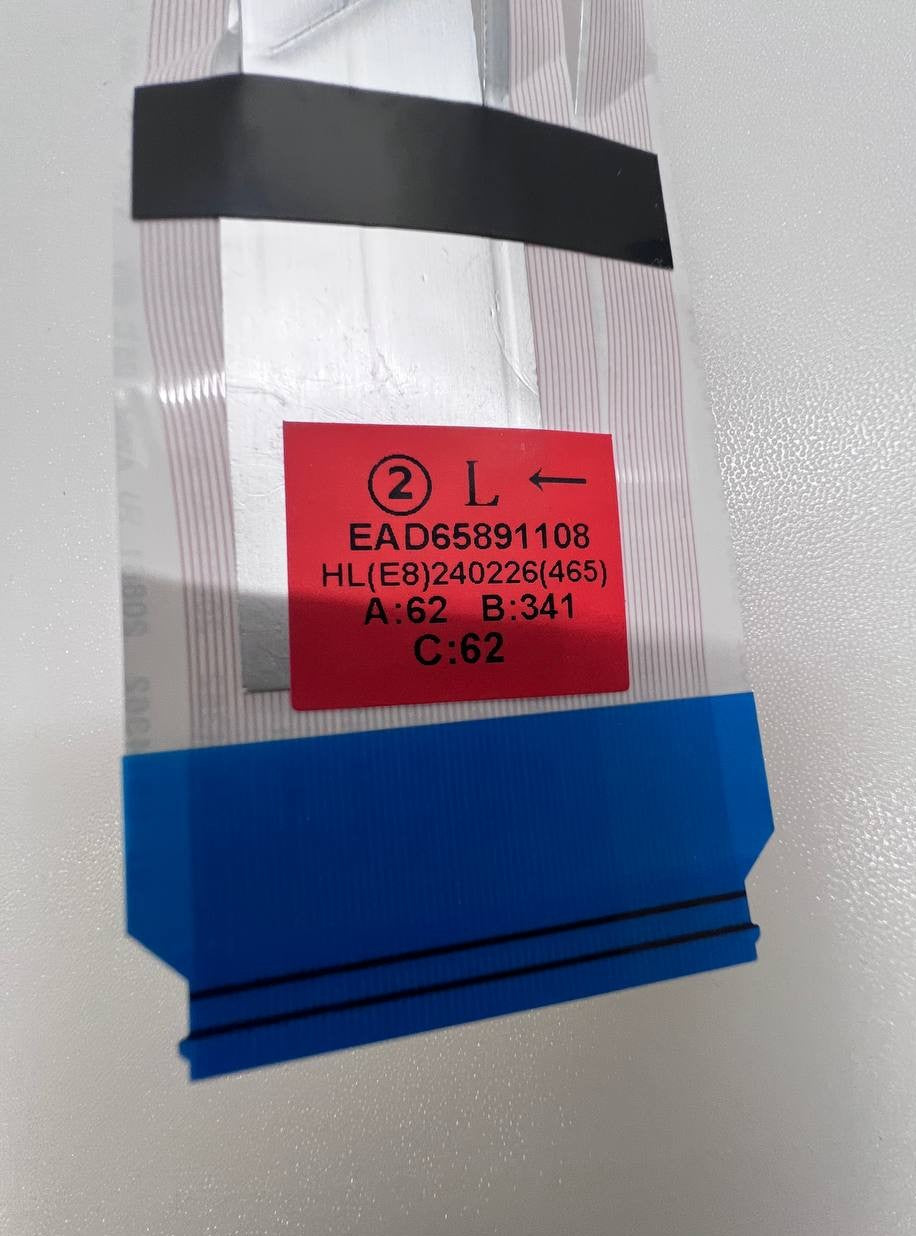 ② L ←
EAD65891108
HL(E8)240226(465)
A:62 B:341
C:62